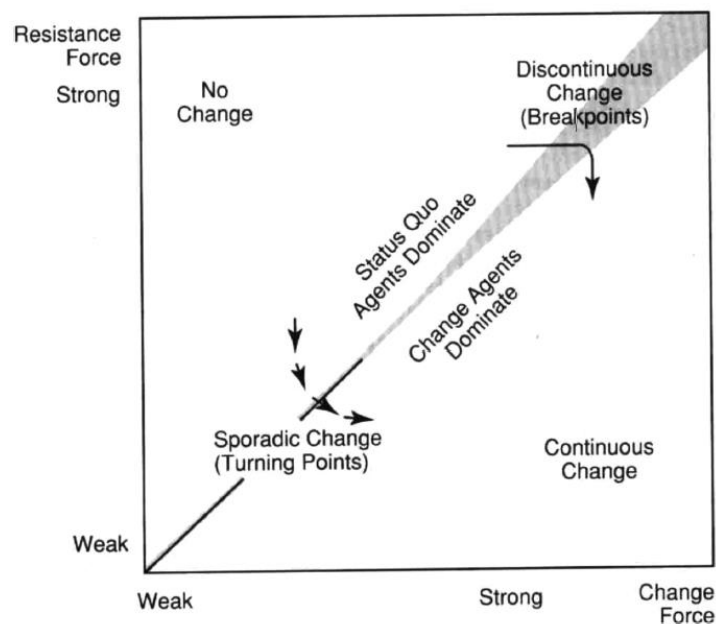 Resistance
Force
Strong
No
Change
Discontinuous
Change
(Breakpoints)
Status Quo
Agents Dominate
Change Agents
Dominate
Sporadic Change
(Turning Points)
Continuous
Change
Weak
Weak
Strong
Change
Force